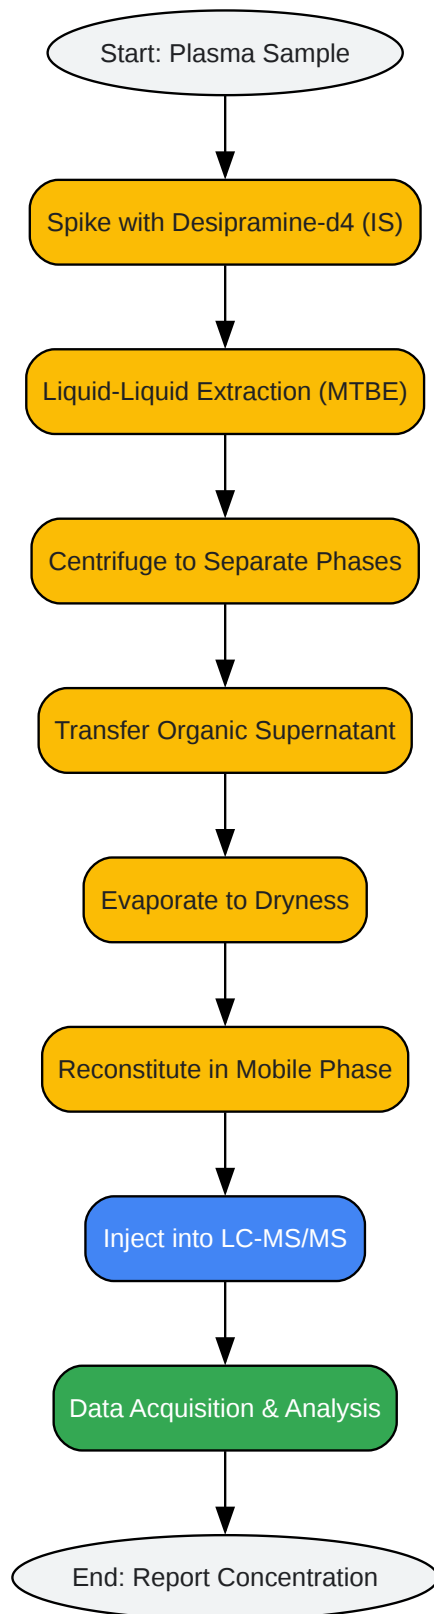 Start: Plasma Sample
Spike with Desipramine-d4 (IS)
Liquid-Liquid Extraction (MTBE)
Centrifuge to Separate Phases
Transfer Organic Supernatant
Evaporate to Dryness
Reconstitute in Mobile Phase
Inject into LC-MS/MS
Data Acquisition & Analysis
End: Report Concentration